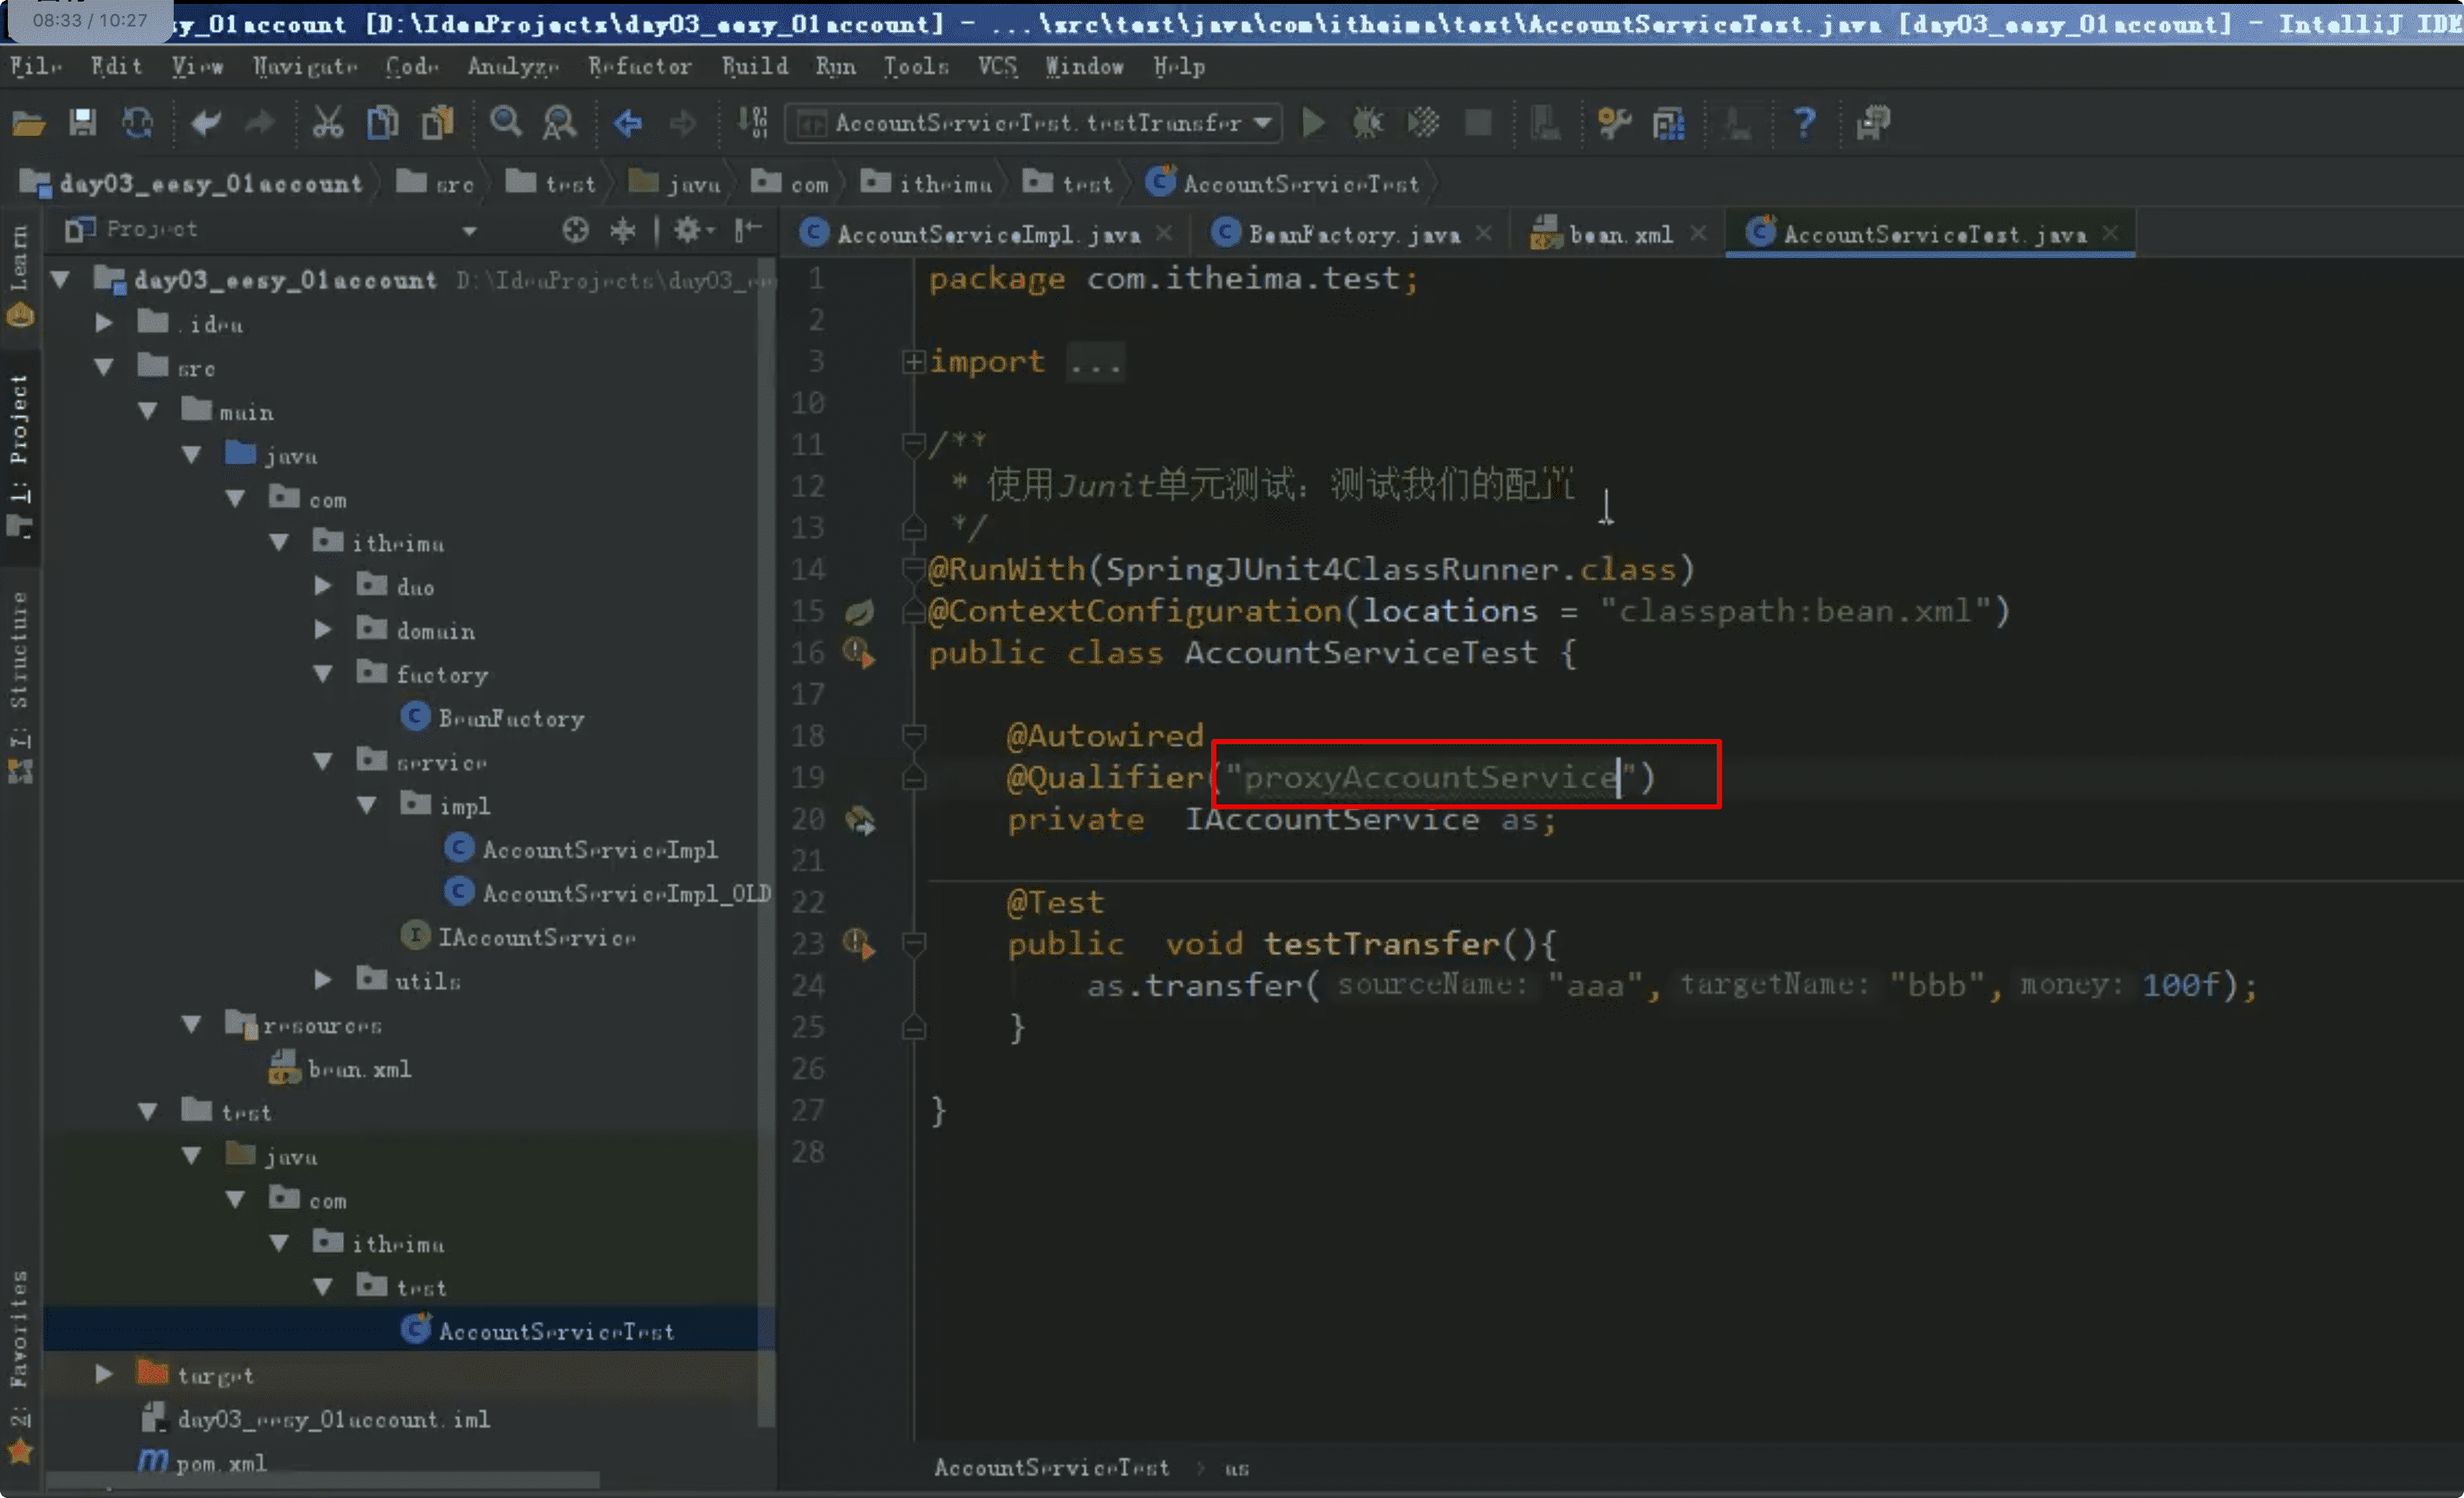 08:33 / 10:27
sy_01account [D:\IdeaProjects\day03_eesy_01account] - ...\src\test\java\com\itheima\test\AccountServiceTest.java [day03_eesy_01account] - IntelliJ IDE
File Edit View Navigate Code Analyze Refactor Build Run Tools VCS Window Help
AccountServiceTest.testTransfer
day03_eesy_01account src test java com itheima test AccountServiceTest
Project
AccountServiceImpl.java BeanFactory.java bean.xml AccountServiceTest.java
Learn
1: Project
7: Structure
2: Favorites
day03_eesy_01account D:\IdeaProjects\day03_ee
.idea
src
main
java
com
itheima
dao
domain
factory
BeanFactory
service
impl
AccountServiceImpl
AccountServiceImpl_OLD
IAccountService
utils
resources
bean.xml
test
java
com
itheima
test
AccountServiceTest
target
day03_eesy_01account.iml
pom.xml
1 package com.itheima.test;
2
3 import ...
10
11 /**
12 * 使用Junit单元测试：测试我们的配置
13 */
14 @RunWith(SpringJUnit4ClassRunner.class)
15 @ContextConfiguration(locations = "classpath:bean.xml")
16 public class AccountServiceTest {
17
18 @Autowired
19 @Qualifier("proxyAccountService")
20 private IAccountService as;
21
22 @Test
23 public void testTransfer(){
24 as.transfer( sourceName: "aaa", targetName: "bbb", money: 100f);
25 }
26
27 }
28
AccountServiceTest > as